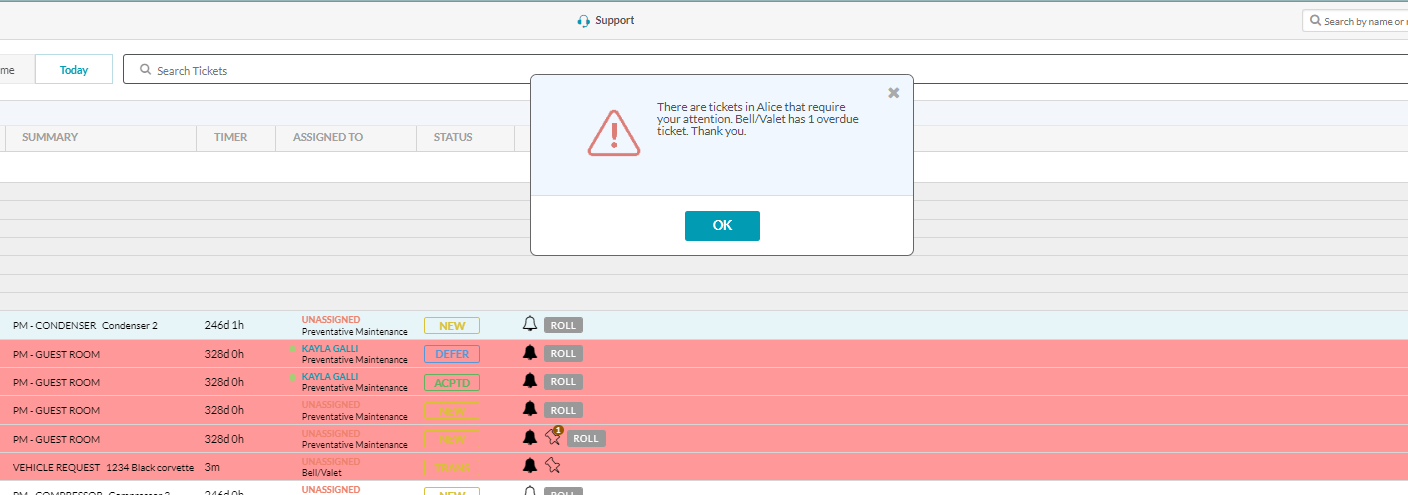 Support
Search by name or
me Today Search Tickets
There are tickets in Alice that require
your attention. Bell/Valet has 1 overdue
ticket. Thank you.
OK
SUMMARY TIMER ASSIGNED TO STATUS
PM - CONDENSER Condenser 2 246d 1h UNASSIGNED NEW ROLL
Preventative Maintenance
PM - GUEST ROOM 328d 0h KAYLA GALLI DEFER ROLL
Preventative Maintenance
PM - GUEST ROOM 328d 0h KAYLA GALLI ACPTD ROLL
Preventative Maintenance
PM - GUEST ROOM 328d 0h UNASSIGNED NEW ROLL
Preventative Maintenance
PM - GUEST ROOM 328d 0h UNASSIGNED NEW 1 ROLL
Preventative Maintenance
VEHICLE REQUEST 1234 Black corvette 3m UNASSIGNED TRANS
Bell/Valet
PM - COMPRESSOR Compressor 2 246d 0h UNASSIGNED NEW ROLL